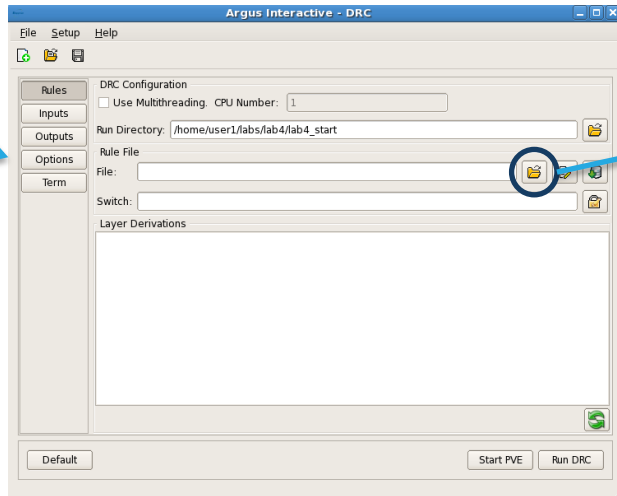 Argus Interactive - DRC
File Setup Help
Rules
Inputs
Outputs
Options
Term
DRC Configuration
Use Multithreading. CPU Number: 1
Run Directory: /home/user1/labs/lab4/lab4_start
Rule File
File:
Switch:
Layer Derivations
Default
Start PVE Run DRC